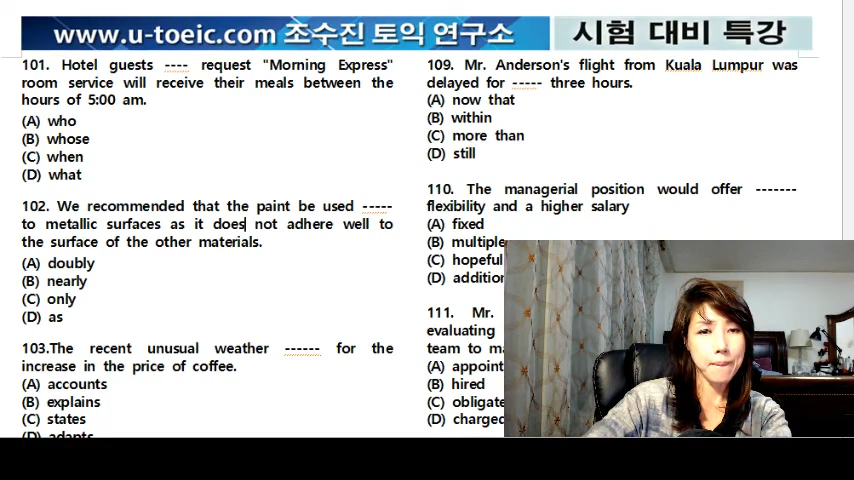 www.u-toeic.com 조수진 토익 연구소
시험 대비 특강
101. Hotel guests ---- request "Morning Express"
room service will receive their meals between the
hours of 5:00 am.
(A) who
(B) whose
(C) when
(D) what
102. We recommended that the paint be used -----
to metallic surfaces as it does not adhere well to
the surface of the other materials.
(A) doubly
(B) nearly
(C) only
(D) as
103.The recent unusual weather ------ for the
increase in the price of coffee.
(A) accounts
(B) explains
(C) states
(D) adapts
109. Mr. Anderson's flight from Kuala Lumpur was
delayed for ----- three hours.
(A) now that
(B) within
(C) more than
(D) still
110. The managerial position would offer -------
flexibility and a higher salary
(A) fixed
(B) multiple
(C) hopeful
(D) addition
111. Mr.
evaluating
team to
(A) appoint
(B) hired
(C) obligate
(D) charged